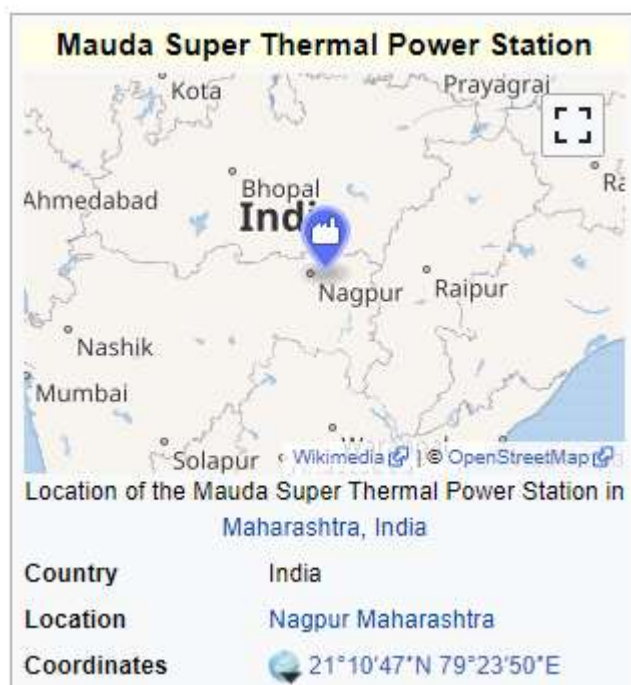 Mauda Super Thermal Power Station
Kota
Prayagraj
Ahmedabad
Bhopal
Nagpur
Raipur
Nashik
Mumbai
Solapur
Wikimedia | © OpenStreetMap
Location of the Mauda Super Thermal Power Station in
Maharashtra, India
Country India
Location Nagpur Maharashtra
Coordinates 21°10'47"N 79°23'50"E